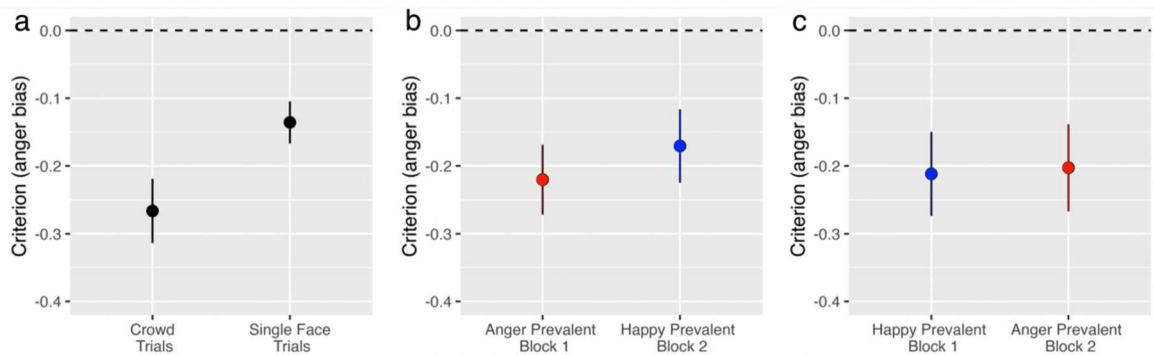 a
Criterion (anger bias)
0.0
-0.1
-0.2
-0.3
-0.4
Crowd
Trials
Single Face
Trials
b
Criterion (anger bias)
0.0
-0.1
-0.2
-0.3
-0.4
Anger Prevalent
Block 1
Happy Prevalent
Block 2
c
Criterion (anger bias)
0.0
-0.1
-0.2
-0.3
-0.4
Happy Prevalent
Block 1
Anger Prevalent
Block 2